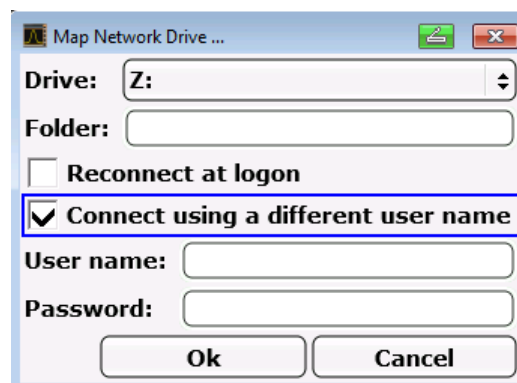 Map Network Drive ...
Drive: Z:
Folder:
Reconnect at logon
Connect using a different user name
User name:
Password:
Ok Cancel